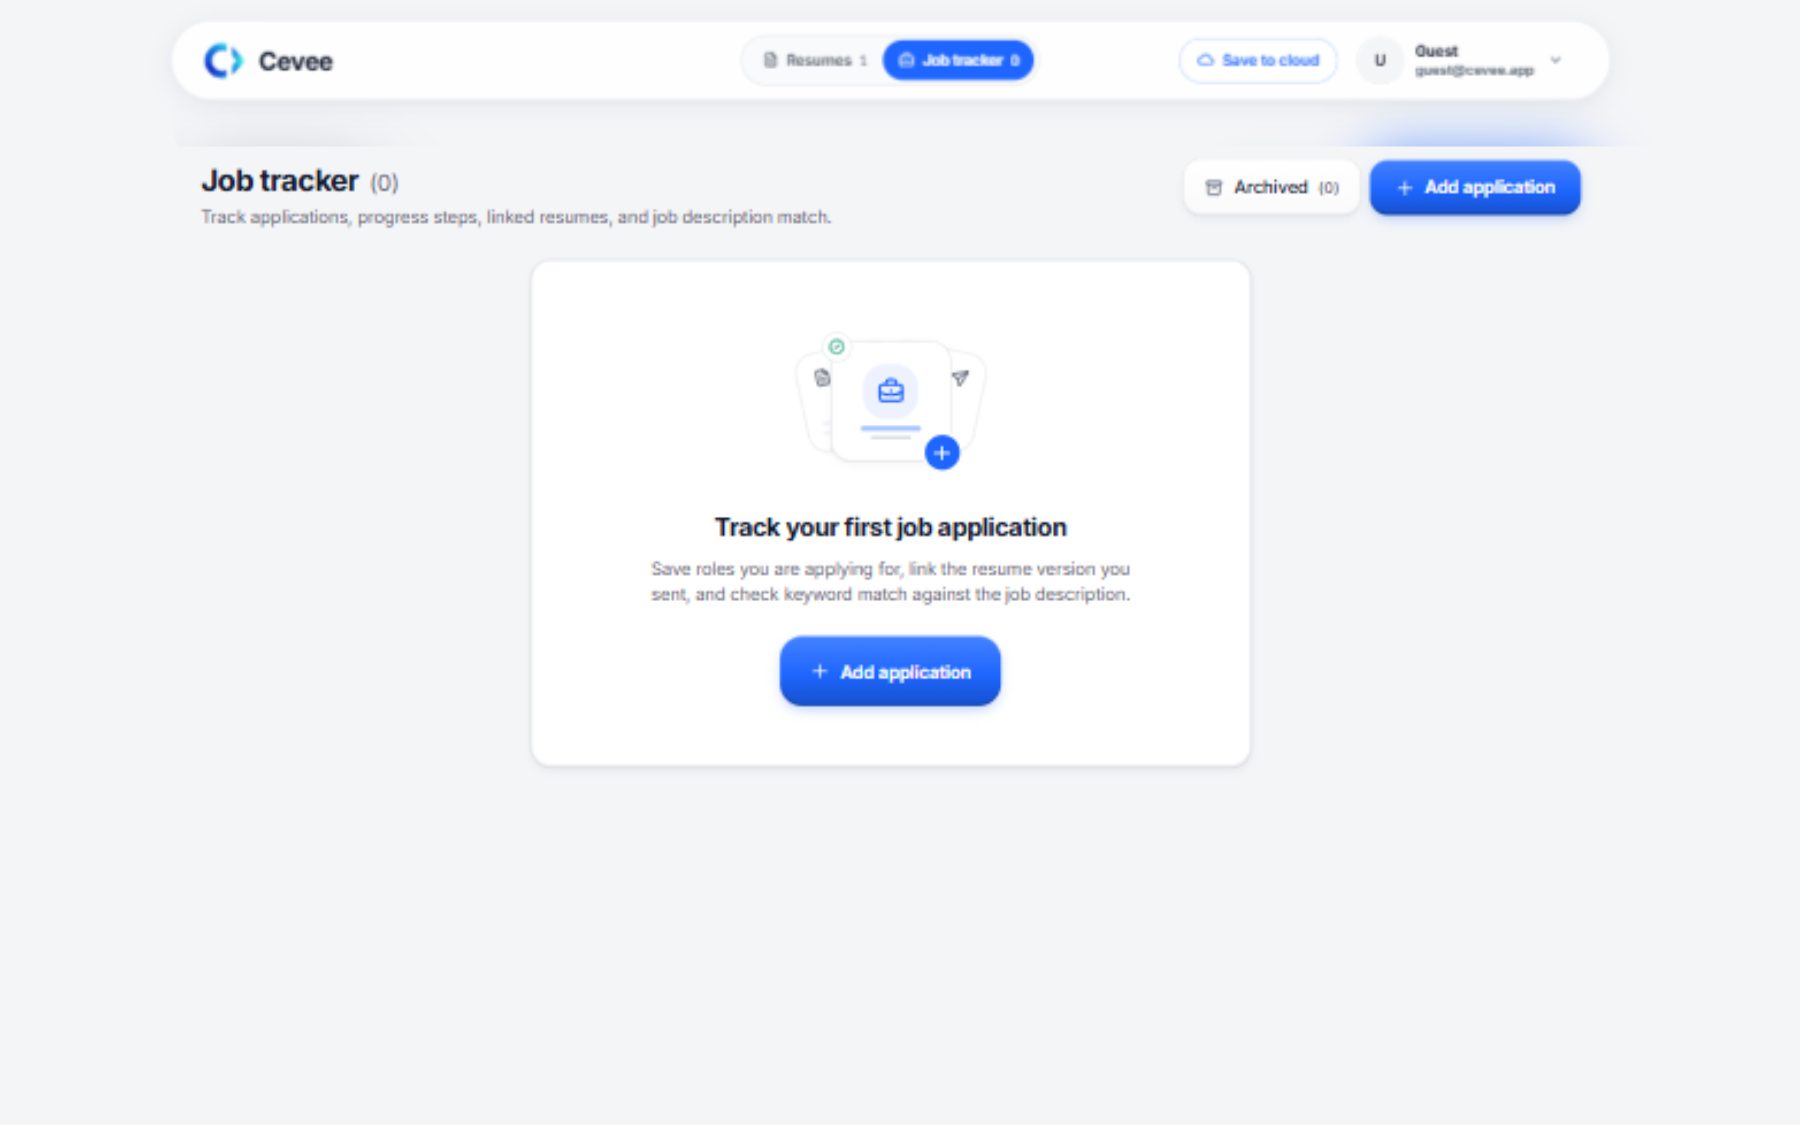 Cevee
Resumes 1
Job tracker 0
Save to cloud
U
Guest
guest@cevee.app
Job tracker (0)
Track applications, progress steps, linked resumes, and job description match.
Archived (0)
+ Add application
Track your first job application
Save roles you are applying for, link the resume version you
sent, and check keyword match against the job description.
+ Add application